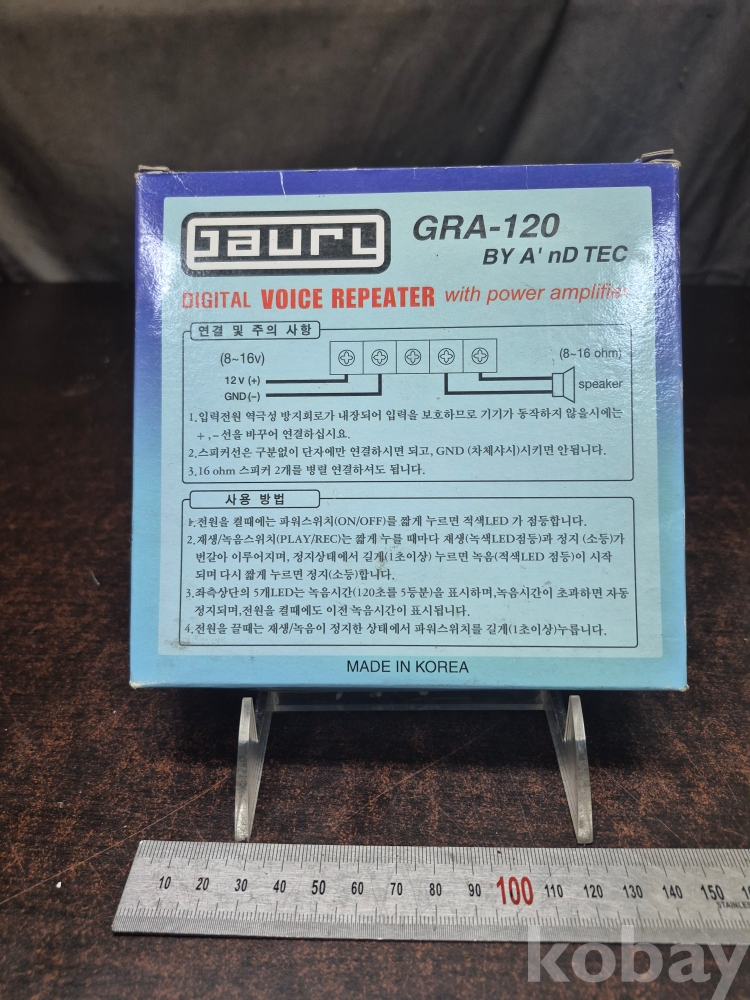 Gaury
GRA-120
BY A' nD TEC
DIGITAL VOICE REPEATER with power amplifier
연결 및 주의 사항
(8~16v)
(8~16 ohm)
12V (+)
GND(−)
speaker
1.입력전원 역극성 방지회로가 내장되어 입력을 보호하므로 기기가 동작하지 않을시에는
+,−선을 바꾸어 연결하십시요.
2.스피커선은 구분없이 단자에만 연결하시면 되고, GND (차체샤시)시키면 안됩니다.
3.16 ohm 스피커 2개를 병렬 연결하셔도 됩니다.
사용 방법
1.전원을 켤때에는 파워스위치(ON/OFF)를 짧게 누르면 적색LED 가 점등합니다.
2.재생/녹음스위치(PLAY/REC)는 짧게 누를 때마다 재생(녹색LED점등)과 정지 (소등)가
번갈아 이루어지며, 정지상태에서 길게(1초이상) 누르면 녹음(적색LED 점등)이 시작
되며 다시 짧게 누르면 정지(소등)합니다.
3.좌측상단의 5개LED는 녹음시간(120초를 5등분)을 표시하며,녹음시간이 초과하면 자동
정지되며,전원을 켤때에도 이전 녹음시간이 표시됩니다.
4.전원을 끌때는 재생/녹음이 정지한 상태에서 파워스위치를 길게(1초이상)누릅니다.
MADE IN KOREA
10 20 30 40 50 60 70 80 90 100 110 120 130 140 150
kobay